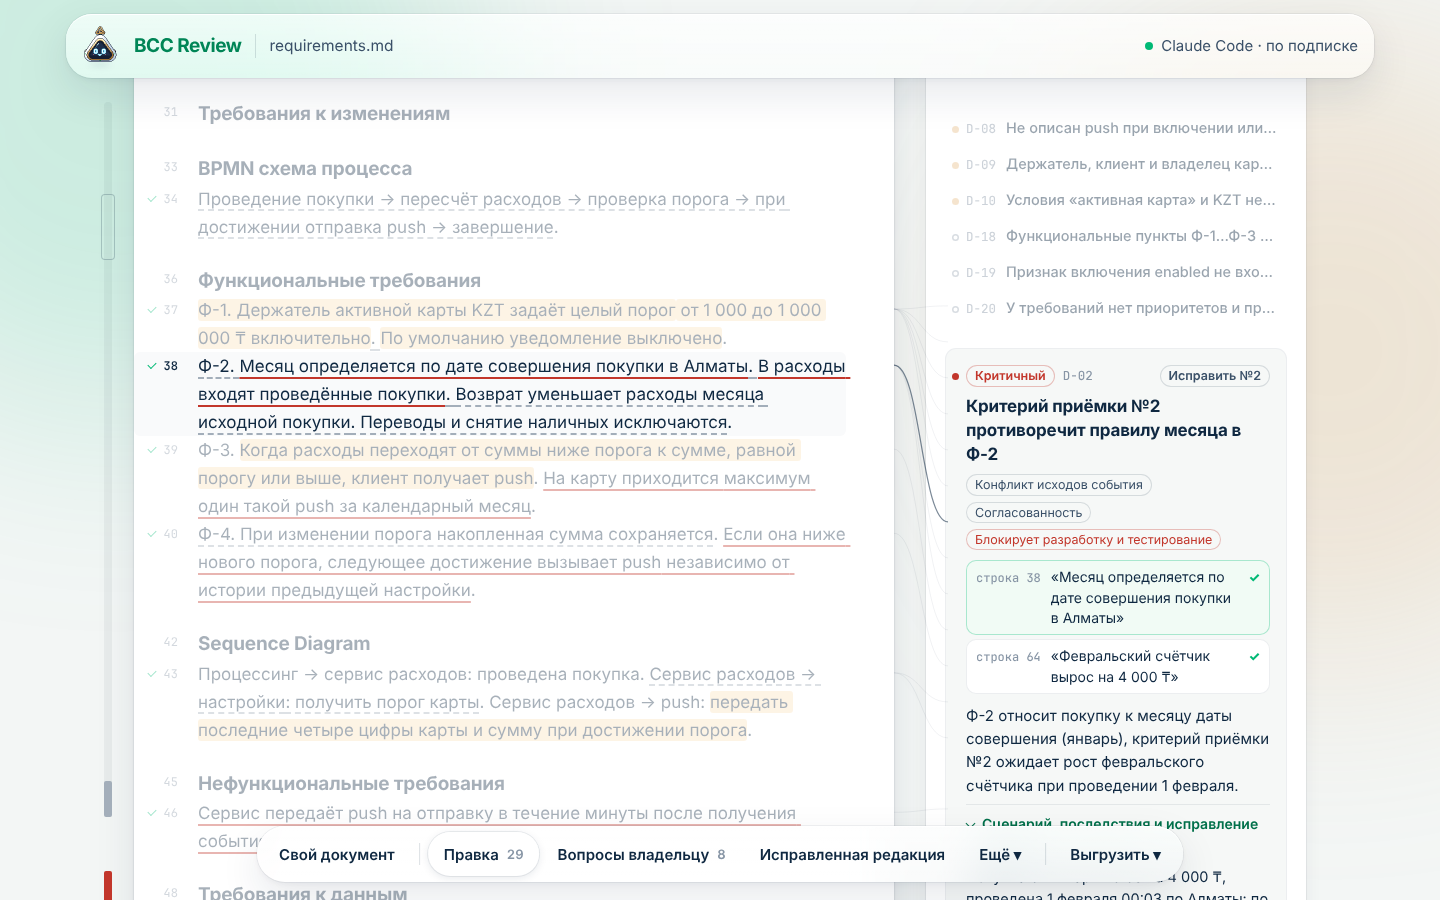 BCC Review
requirements.md
Claude Code · по подписке
31 Требования к изменениям
33 BPMN схема процесса
34 Проведение покупки → пересчёт расходов → проверка порога → при
достижении отправка push → завершение.
36 Функциональные требования
37 Ф-1. Держатель активной карты KZT задаёт целый порог от 1 000 до 1 000
000 ₸ включительно. По умолчанию уведомление выключено.
38 Ф-2. Месяц определяется по дате совершения покупки в Алматы. В расходы
входят проведённые покупки. Возврат уменьшает расходы месяца
исходной покупки. Переводы и снятие наличных исключаются.
39 Ф-3. Когда расходы переходят от суммы ниже порога к сумме, равной
порогу или выше, клиент получает push. На карту приходится максимум
один такой push за календарный месяц.
40 Ф-4. При изменении порога накопленная сумма сохраняется. Если она ниже
нового порога, следующее достижение вызывает push независимо от
истории предыдущей настройки.
42 Sequence Diagram
43 Процессинг → сервис расходов: проведена покупка. Сервис расходов →
настройки: получить порог карты. Сервис расходов → push: передать
последние четыре цифры карты и сумму при достижении порога.
45 Нефункциональные требования
46 Сервис передаёт push на отправку в течение минуты после получения
48 Требования к данным
D-08 Не описан push при включении или...
D-09 Держатель, клиент и владелец кар...
D-10 Условия «активная карта» и KZT не...
D-18 Функциональные пункты Ф-1...Ф-3 ...
D-19 Признак включения enabled не вхо...
D-20 У требований нет приоритетов и пр...
Критичный D-02 Исправить №2
Критерий приёмки №2
противоречит правилу месяца в
Ф-2
Конфликт исходов события
Согласованность
Блокирует разработку и тестирование
строка 38 «Месяц определяется по
дате совершения покупки
в Алматы»
строка 64 «Февральский счётчик
вырос на 4 000 ₸»
Ф-2 относит покупку к месяцу даты
совершения (январь), критерий приёмки
№2 ожидает рост февральского
счётчика при проведении 1 февраля.
Сценарий, последствия и исправление
4 000 ₸,
проведена 1 февраля 00:03 по Алматы: по
Свой документ
Правка 29
Вопросы владельцу 8
Исправленная редакция
Ещё ▾
Выгрузить ▾